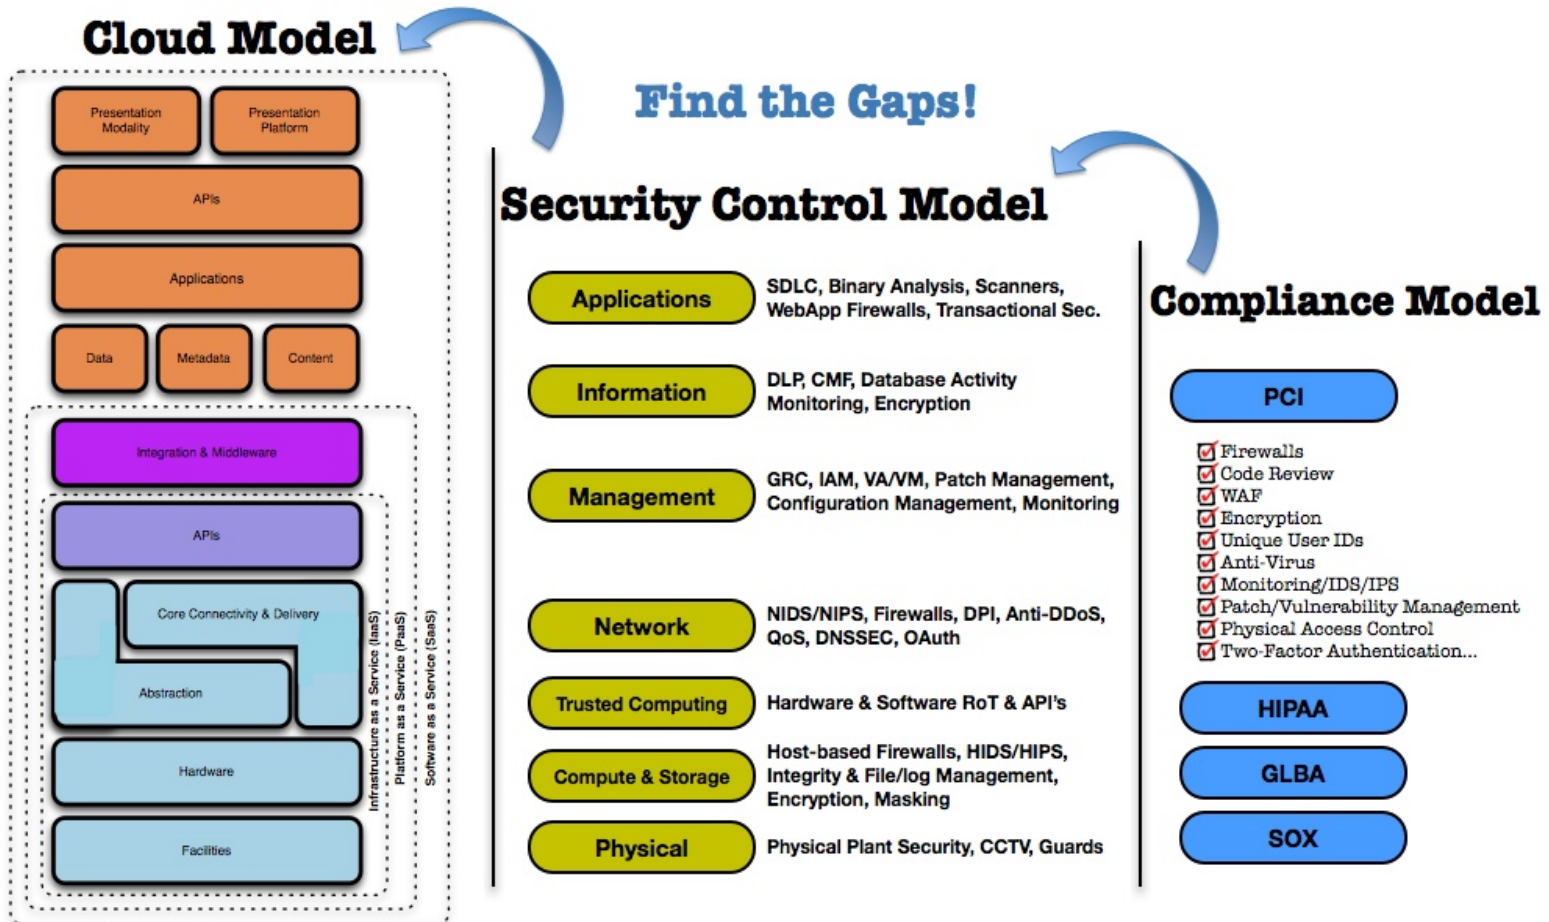 Cloud Model
Presentation
Modality
Presentation
Platform
APIs
Applications
Data
Metadata
Content
Integration & Middleware
APIs
Core Connectivity & Delivery
Abstraction
Hardware
Facilities
Infrastructure as a Service (IaaS)
Platform as a Service (PaaS)
Software as a Service (SaaS)
Find the Gaps!
Security Control Model
Applications
SDLC, Binary Analysis, Scanners,
WebApp Firewalls, Transactional Sec.
Information
DLP, CMF, Database Activity
Monitoring, Encryption
Management
GRC, IAM, VA/VM, Patch Management,
Configuration Management, Monitoring
Network
NIDS/NIPS, Firewalls, DPI, Anti-DDoS,
QoS, DNSSEC, OAuth
Trusted Computing
Hardware & Software RoT & API's
Compute & Storage
Host-based Firewalls, HIDS/HIPS,
Integrity & File/log Management,
Encryption, Masking
Physical
Physical Plant Security, CCTV, Guards
Compliance Model
PCI
Firewalls
Code Review
WAF
Encryption
Unique User IDs
Anti-Virus
Monitoring/IDS/IPS
Patch/Vulnerability Management
Physical Access Control
Two-Factor Authentication...
HIPAA
GLBA
SOX